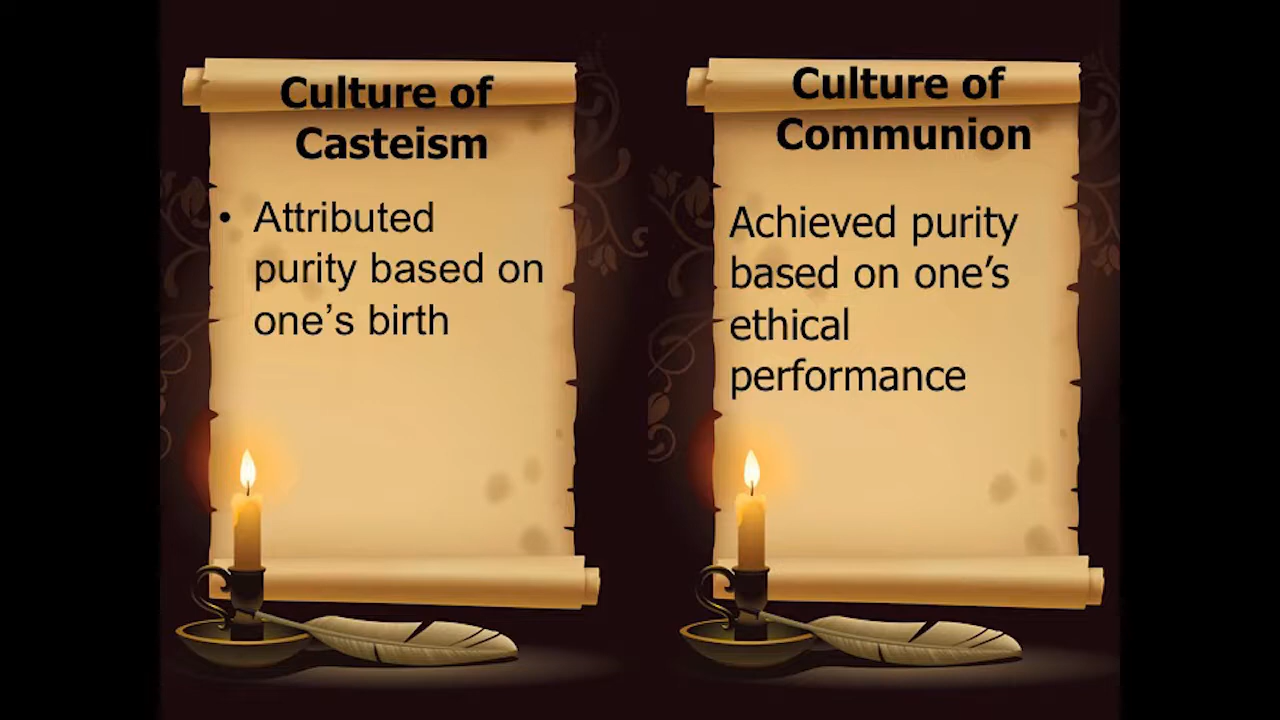 Culture of
Casteism
• Attributed
purity based on
one’s birth
Culture of
Communion
Achieved purity
based on one’s
ethical
performance